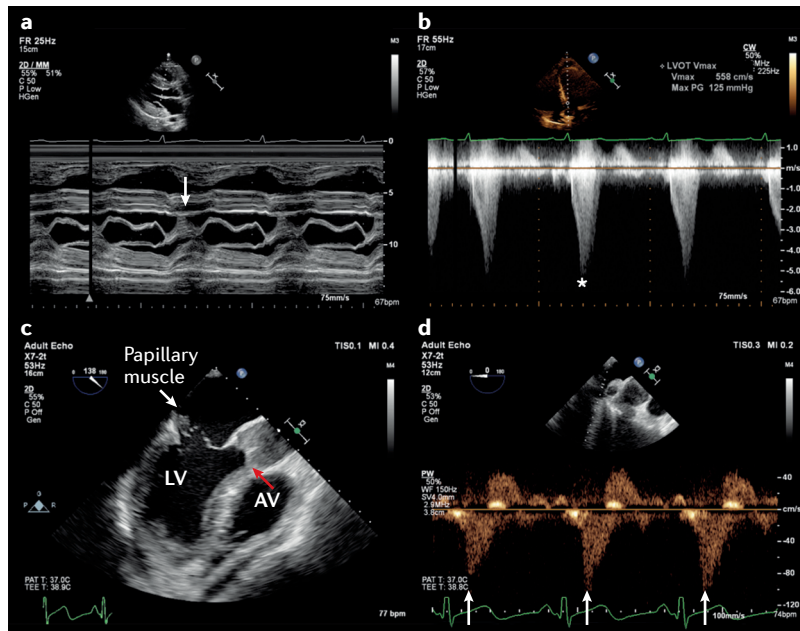 a
FR 25Hz
15cm
2D / MM
55% 51%
C 50
P Low
HGen
P
M3
0
5
10
75mm/s
67bpm
b
FR 55Hz
17cm
2D
57%
C 50
P Low
HGen
P
LVOT Vmax
Vmax 558 cm/s
Max PG 125 mmHg
CW
50%
MHz
225Hz
M3
1.0
m/s
-1.0
-2.0
-3.0
-4.0
-5.0
-6.0
*
75mm/s
67bpm
c
Adult Echo
X7-2t
53Hz
16cm
2D
55%
C 50
P Off
Gen
0 138 180
Papillary
muscle
P
R
TIS0.1 MI 0.4
M4
LV
AV
0
P R
PAT T: 37.0C
TEE T: 38.9C
77 bpm
d
Adult Echo
X7-2t
53Hz
12cm
2D
53%
C 50
P Off
Gen
0 0 180
P
R
TIS0.3 MI 0.2
M4
PW
50%
WF 150Hz
SV4.0mm
2.9MHz
3.8cm
40
cm/s
-40
-80
PAT T: 37.0C
TEE T: 38.8C
100mm/s
74bpm